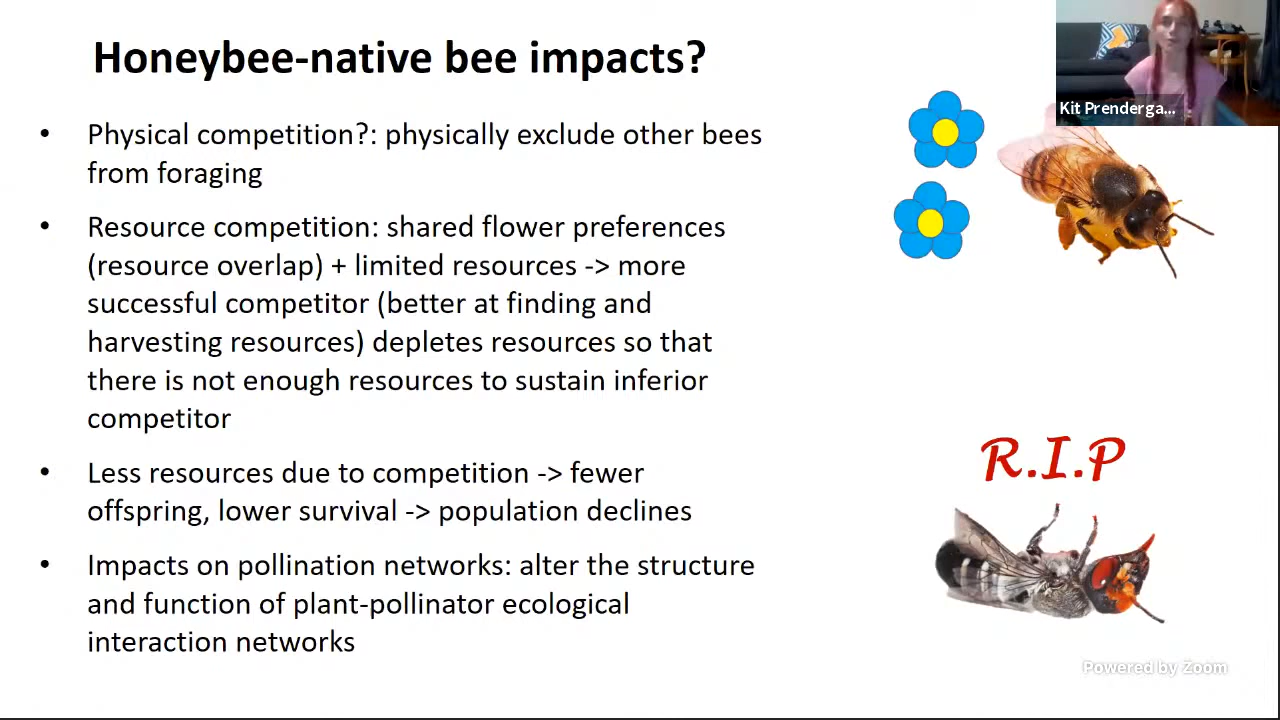 Honeybee-native bee impacts?
Kit Prenderga...
• Physical competition?: physically exclude other bees
from foraging
• Resource competition: shared flower preferences
(resource overlap) + limited resources -> more
successful competitor (better at finding and
harvesting resources) depletes resources so that
there is not enough resources to sustain inferior
competitor
• Less resources due to competition -> fewer
offspring, lower survival -> population declines
• Impacts on pollination networks: alter the structure
and function of plant-pollinator ecological
interaction networks
R.I.P
Powered by Zoom